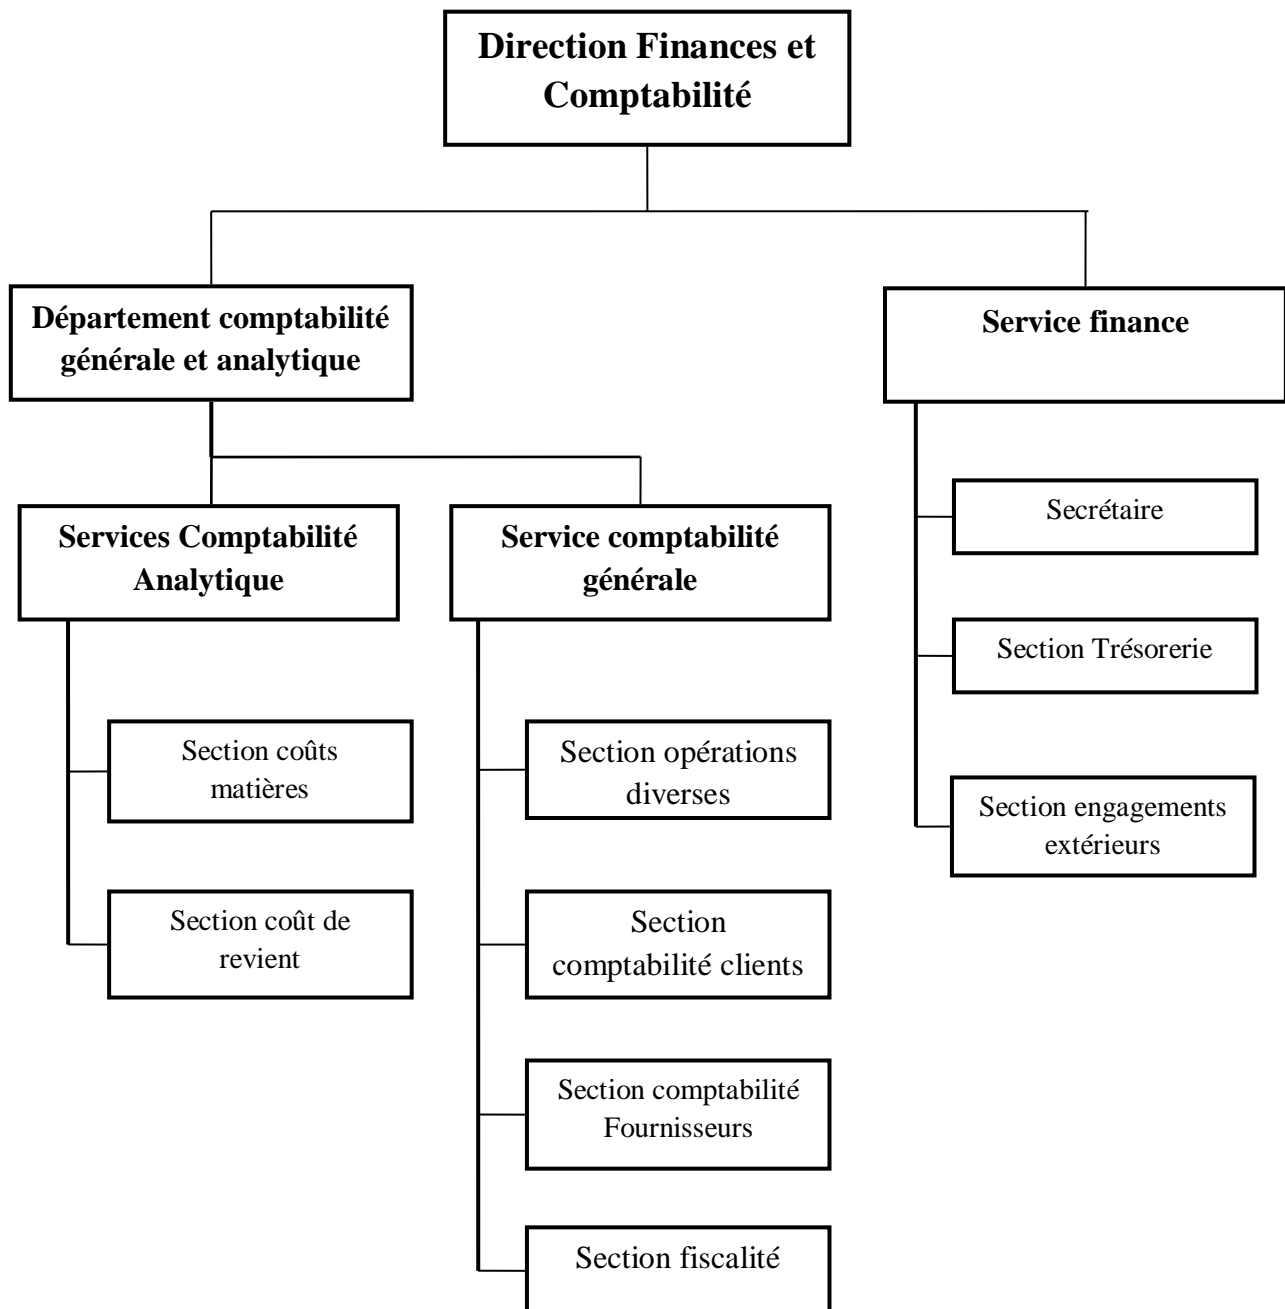 Direction Finances et
Comptabilité
Département comptabilité
générale et analytique
Service finance
Services Comptabilité
Analytique
Service comptabilité
générale
Secrétaire
Section Trésorerie
Section engagements
extérieurs
Section coûts
matières
Section coût de
revient
Section opérations
diverses
Section
comptabilité clients
Section comptabilité
Fournisseurs
Section fiscalité